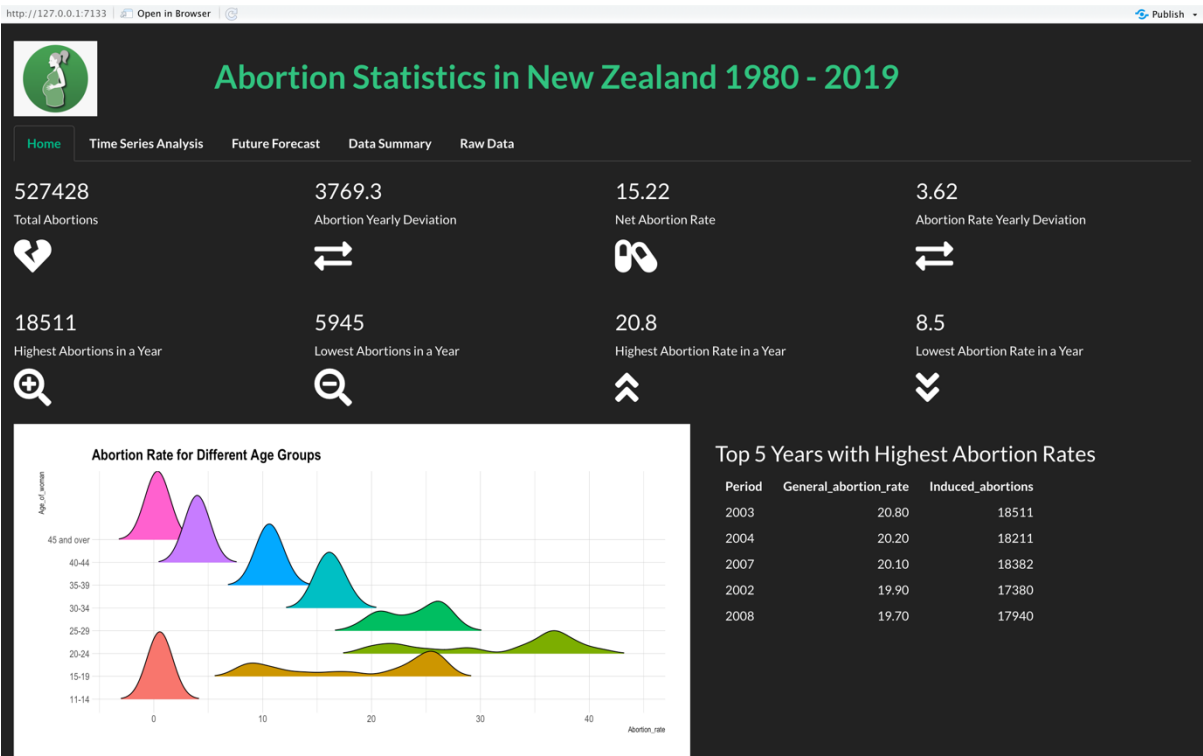 http://127.0.0.1:7133 Open in Browser Publish
Abortion Statistics in New Zealand 1980 - 2019
Home Time Series Analysis Future Forecast Data Summary Raw Data
527428 3769.3 15.22 3.62
Total Abortions Abortion Yearly Deviation Net Abortion Rate Abortion Rate Yearly Deviation
18511 5945 20.8 8.5
Highest Abortions in a Year Lowest Abortions in a Year Highest Abortion Rate in a Year Lowest Abortion Rate in a Year
Abortion Rate for Different Age Groups
Age_of_woman
45 and over
40-44
35-39
30-34
25-29
20-24
15-19
11-14
0 10 20 30 40
Abortion_rate
Top 5 Years with Highest Abortion Rates
Period General_abortion_rate Induced_abortions
2003 20.80 18511
2004 20.20 18211
2007 20.10 18382
2002 19.90 17380
2008 19.70 17940